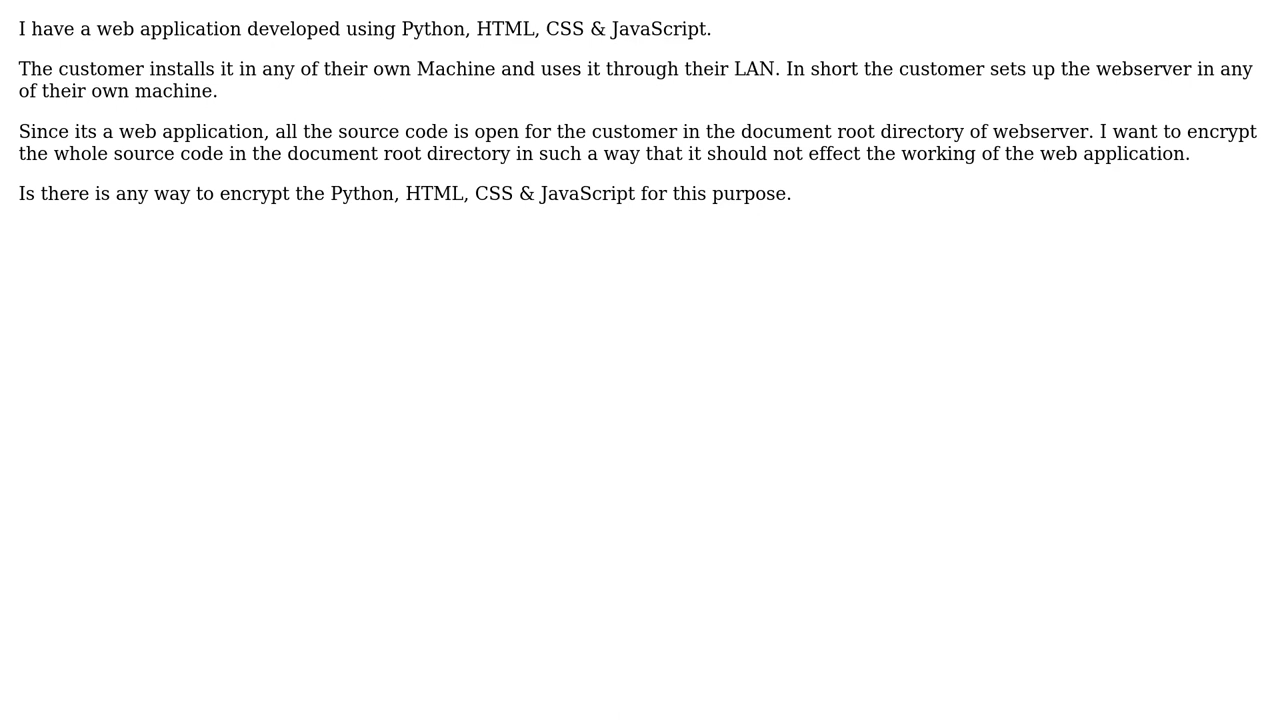 I have a web application developed using Python, HTML, CSS & JavaScript.
The customer installs it in any of their own Machine and uses it through their LAN. In short the customer sets up the webserver in any
of their own machine.
Since its a web application, all the source code is open for the customer in the document root directory of webserver. I want to encrypt
the whole source code in the document root directory in such a way that it should not effect the working of the web application.
Is there is any way to encrypt the Python, HTML, CSS & JavaScript for this purpose.